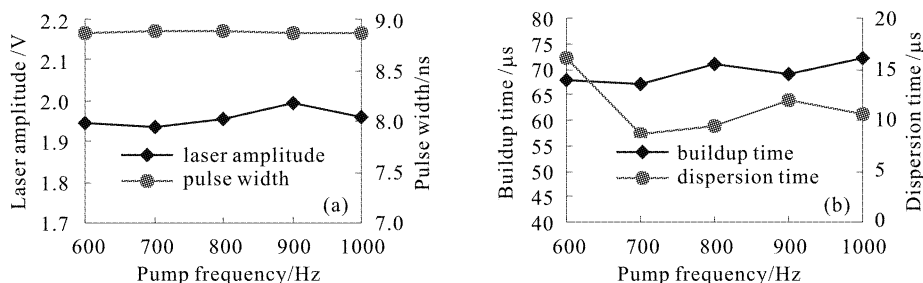 2.2
2.1
2.0
1.9
1.8
1.7
Laser amplitude /V
9.0
8.5
8.0
7.5
7.0
Pulse width/ns
laser amplitude
pulse width
(a)
600 700 800 900 1000
Pump frequency/Hz
80
75
70
65
60
55
50
45
40
Buildup time /μs
20
15
10
5
0
Dispersion time /μs
buildup time
dispersion time
(b)
600 700 800 900 1000
Pump frequency/Hz